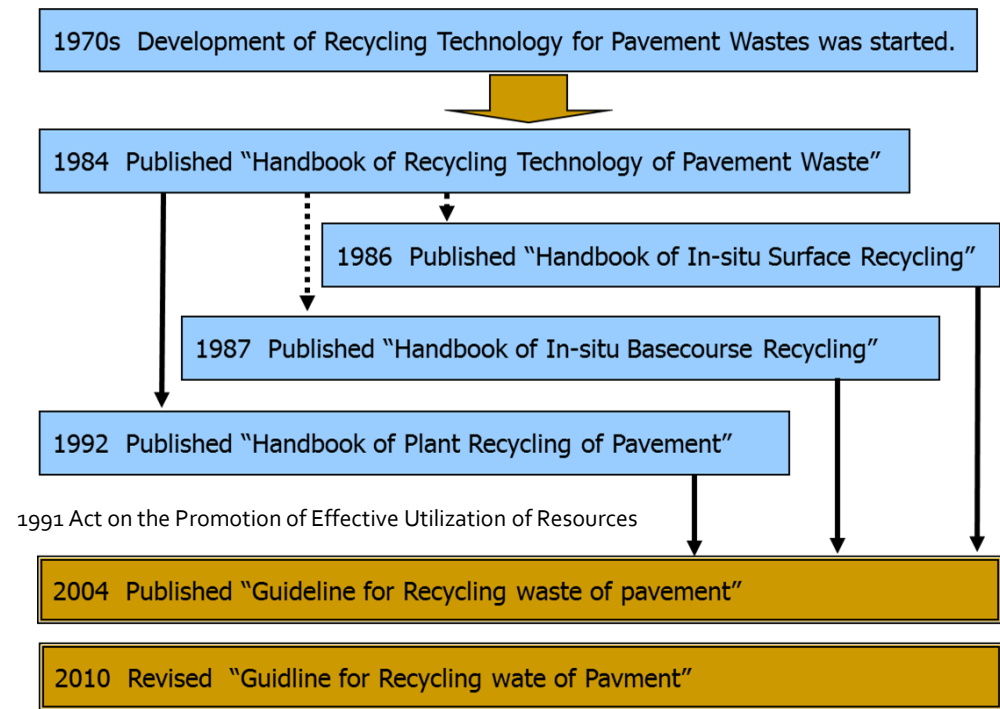 1970s Development of Recycling Technology for Pavement Wastes was started.
1984 Published “Handbook of Recycling Technology of Pavement Waste”
1986 Published “Handbook of In-situ Surface Recycling”
1987 Published “Handbook of In-situ Basecourse Recycling”
1992 Published “Handbook of Plant Recycling of Pavement”
1991 Act on the Promotion of Effective Utilization of Resources
2004 Published “Guideline for Recycling waste of pavement”
2010 Revised “Guidline for Recycling wate of Pavment”